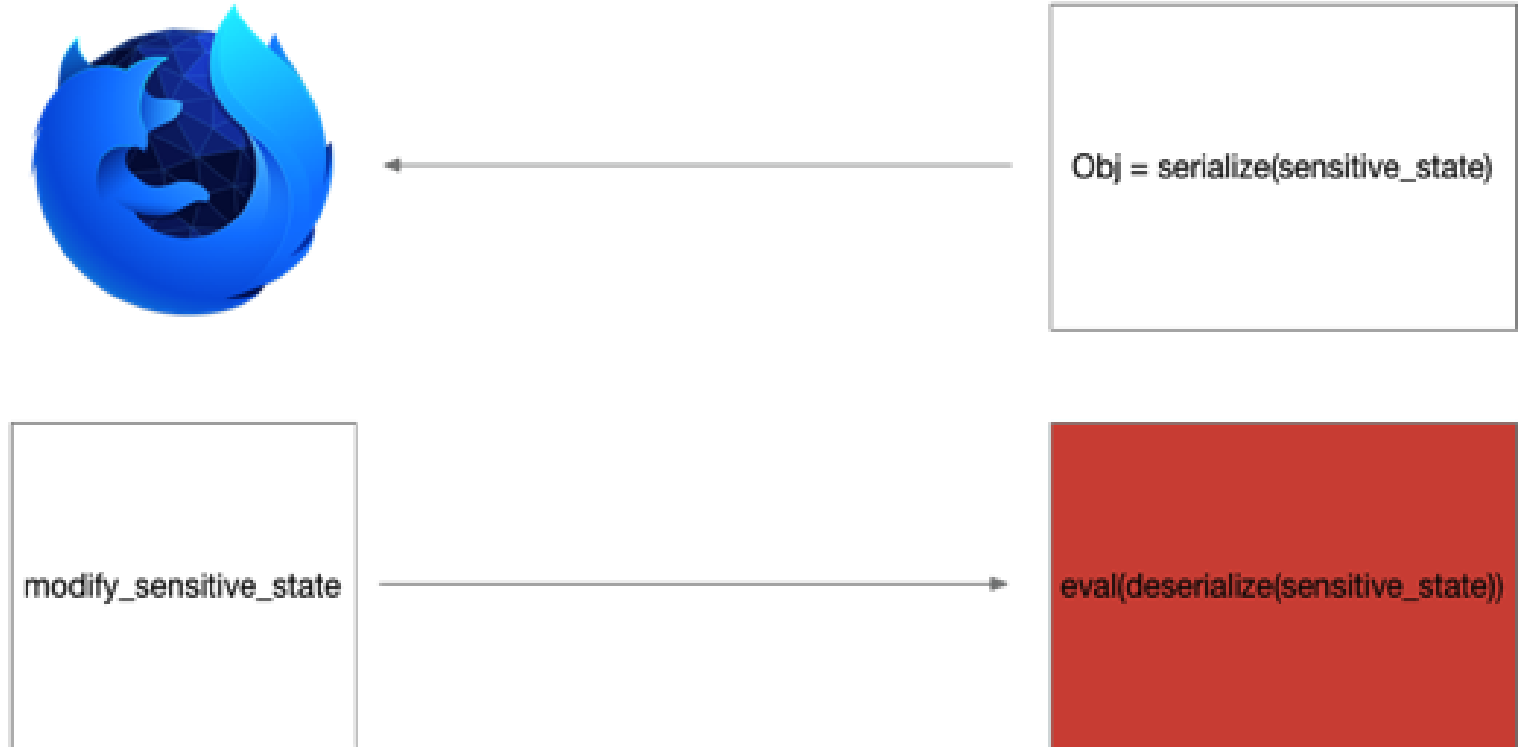 Obj = serialize(sensitive_state)
modify_sensitive_state
eval(deserialize(sensitive_state))